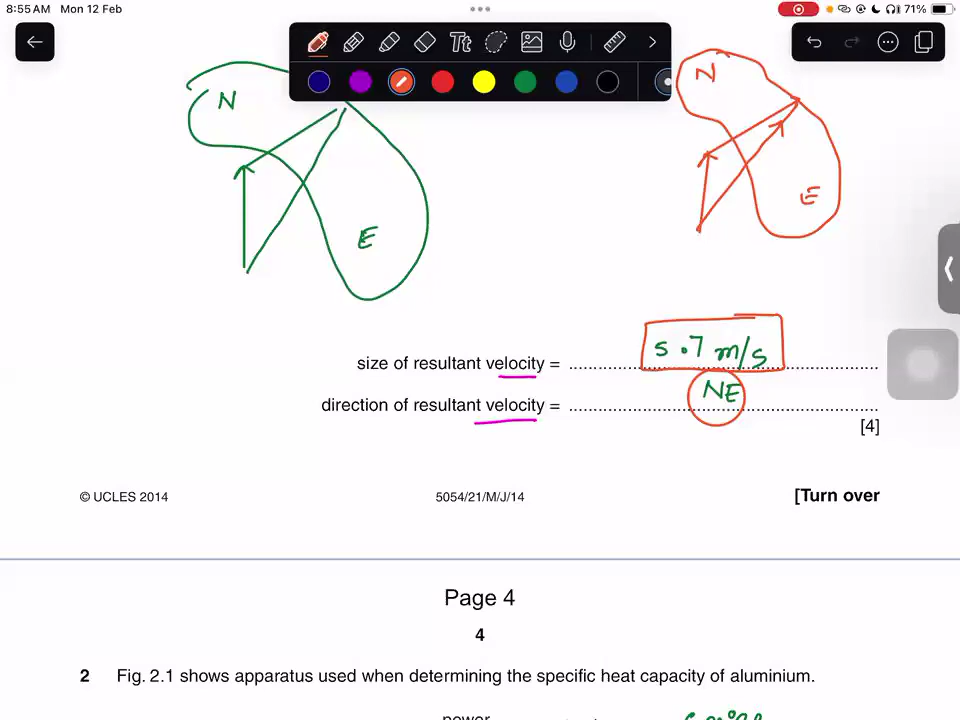 8:55 AM Mon 12 Feb
71%
Tt
N
N
E
E
size of resultant velocity = 5.7 m/s
direction of resultant velocity = NE
[4]
© UCLES 2014
5054/21/M/J/14
[Turn over
Page 4
4
2 Fig. 2.1 shows apparatus used when determining the specific heat capacity of aluminium.
power